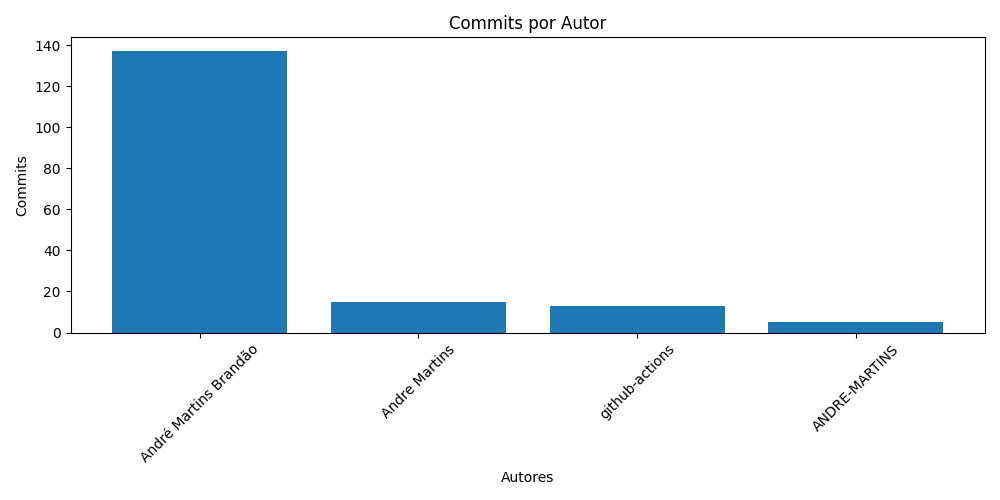 Commits por Autor
Commits
140
120
100
80
60
40
20
0
André Martins Brandão
Andre Martins
github-actions
ANDRE-MARTINS
Autores